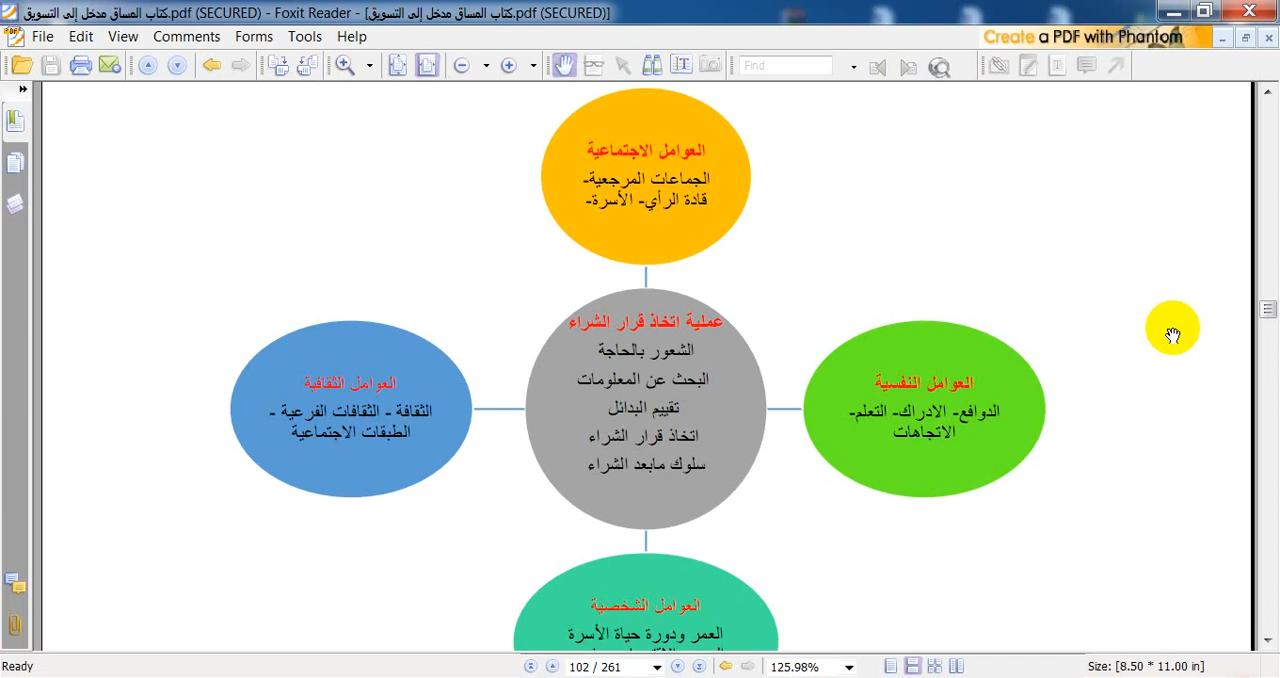 كتاب المساق مدخل إلى التسويق.pdf (SECURED) - Foxit Reader - [كتاب المساق مدخل إلى التسويق.pdf (SECURED)]
File Edit View Comments Forms Tools Help
Create a PDF with Phantom
Find
العوامل الاجتماعية
الجماعات المرجعية-
قادة الرأي- الأسرة-
عملية اتخاذ قرار الشراء
الشعور بالحاجة
البحث عن المعلومات
تقييم البدائل
اتخاذ قرار الشراء
سلوك مابعد الشراء
العوامل النفسية
الدوافع- الادراك- التعلم-
الاتجاهات
العوامل الثقافية
الثقافة - الثقافات الفرعية -
الطبقات الاجتماعية
العوامل الشخصية
العمر ودورة حياة الأسرة
Ready
102 / 261
125.98%
Size: [8.50 * 11.00 in]